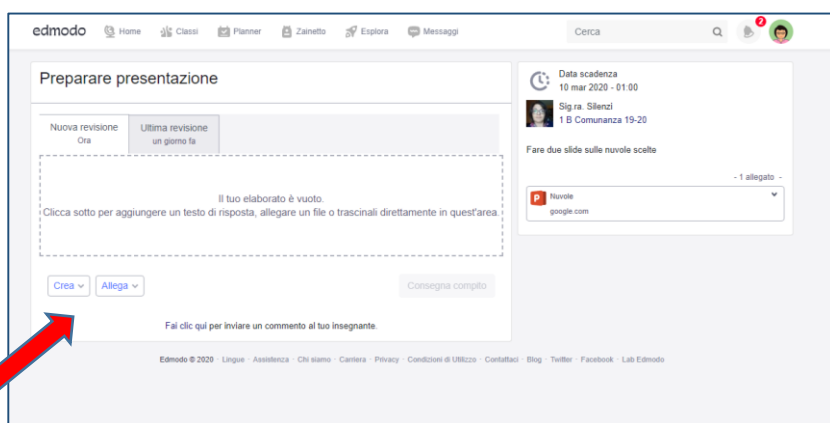 edmodo Home Classi Planner Zainetto Esplora Messaggi Cerca 2
Preparare presentazione
Nuova revisione
Ora
Ultima revisione
un giorno fa
Il tuo elaborato è vuoto.
Clicca sotto per aggiungere un testo di risposta, allegare un file o trascinali direttamente in quest'area.
Crea Allega Consegna compito
Fai clic qui per inviare un commento al tuo insegnante.
Data scadenza
10 mar 2020 - 01:00
Sig.ra. Silenzi
1 B Comunanza 19-20
Fare due slide sulle nuvole scelte
- 1 allegato -
P Nuvole
google.com
Edmodo © 2020 · Lingue · Assistenza · Chi siamo · Carriera · Privacy · Condizioni di Utilizzo · Contattaci · Blog · Twitter · Facebook · Lab Edmodo